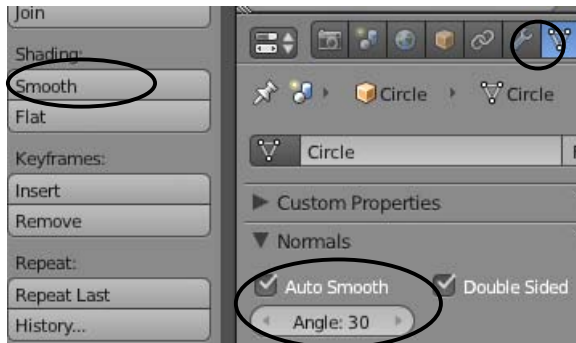 Join
Shading:
Smooth
Flat
Keyframes:
Insert
Remove
Repeat:
Repeat Last
History...
Circle Circle
Circle
Custom Properties
Normals
Auto Smooth Double Sided
Angle: 30